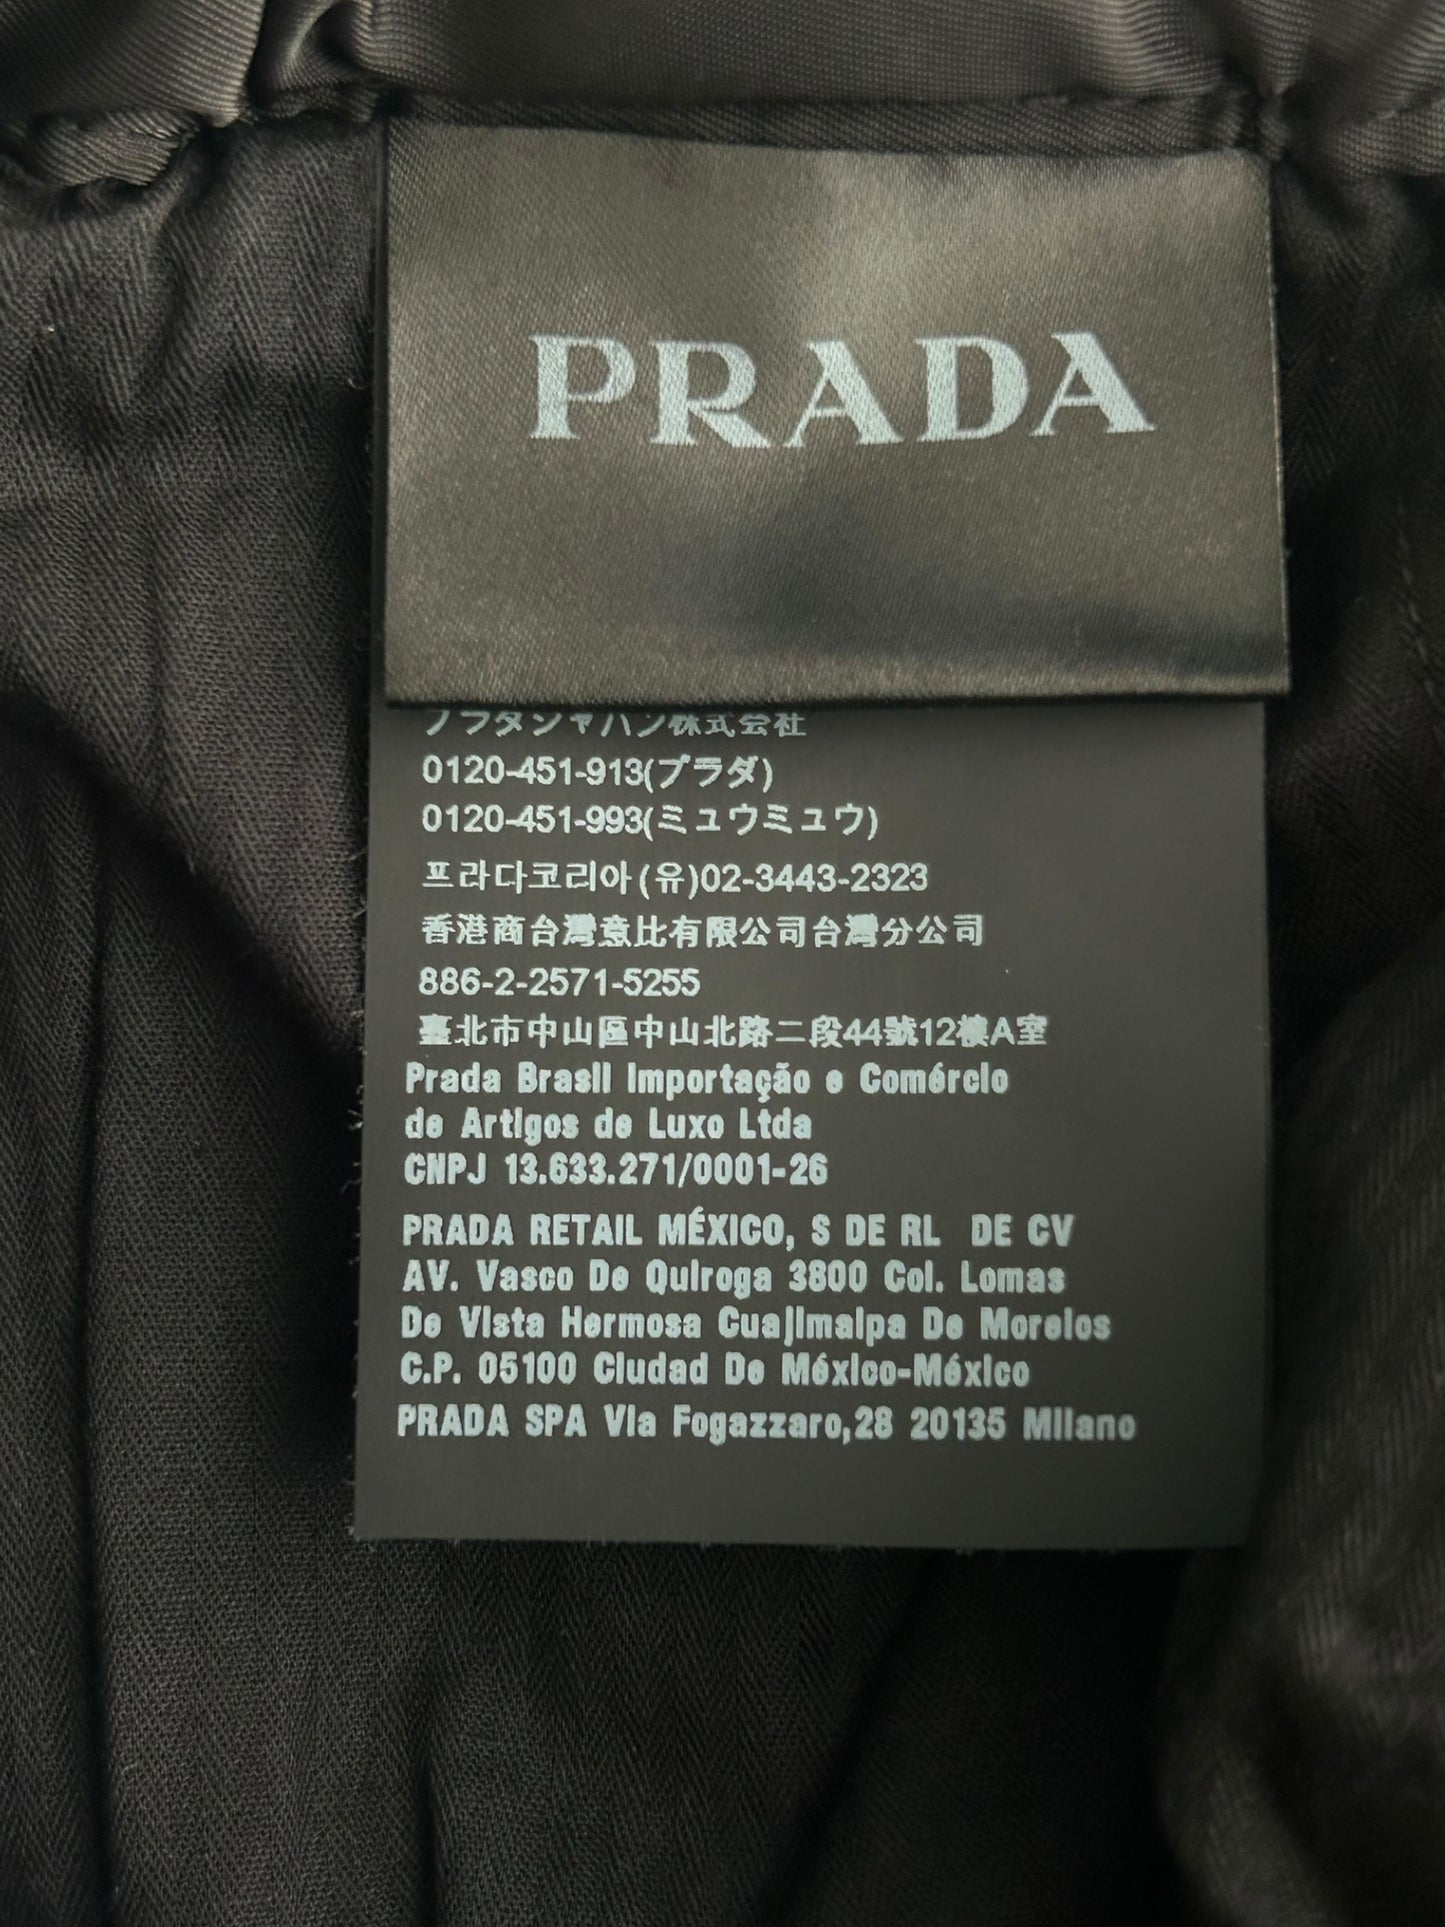 PRADA
プラダジャパン株式会社
0120-451-913(プラダ)
0120-451-993(ミュウミュウ)
프라다코리아(유)02-3443-2323
香港商台灣意比有限公司台灣分公司
886-2-2571-5255
臺北市中山區中山北路二段44號12樓A室
Prada Brasil Importação e Comércio
de Artigos de Luxo Ltda
CNPJ 13.633.271/0001-26
PRADA RETAIL MÉXICO, S DE RL DE CV
AV. Vasco De Quiroga 3800 Col. Lomas
De Vista Hermosa Cuajimalpa De Morelos
C.P. 05100 Ciudad De México-México
PRADA SPA Via Fogazzaro,28 20135 Milano